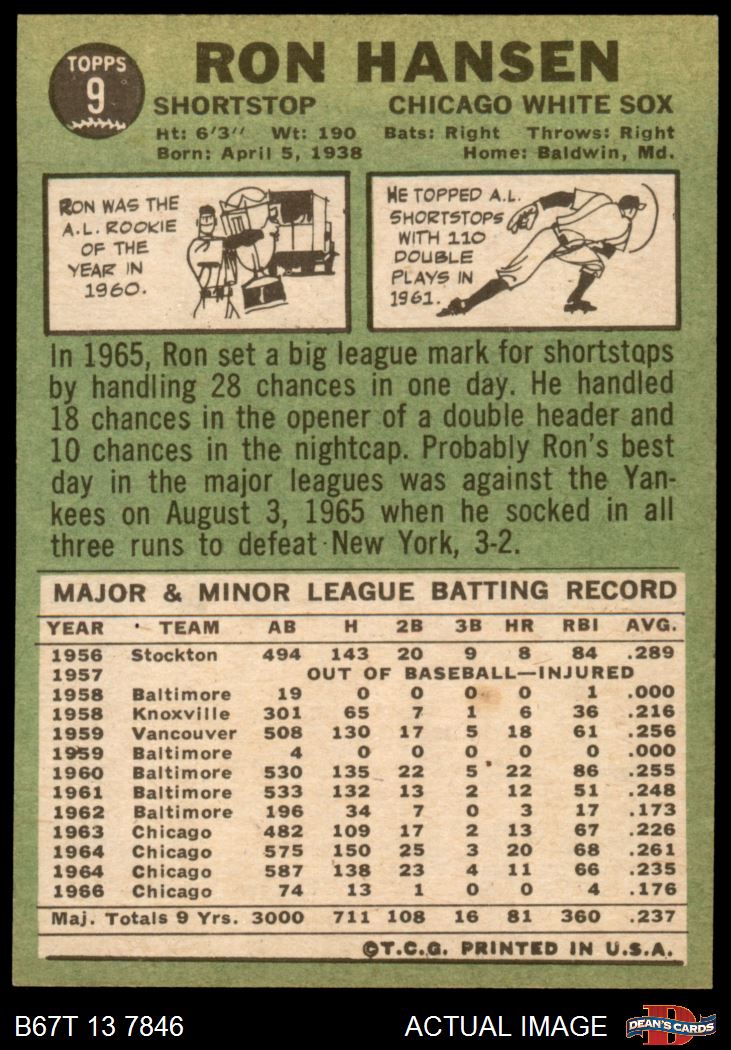 TOPPS
9
RON HANSEN
SHORTSTOP CHICAGO WHITE SOX
Ht: 6'3" Wt: 190 Bats: Right Throws: Right
Born: April 5, 1938 Home: Baldwin, Md.
RON WAS THE
A.L. ROOKIE
OF THE
YEAR IN
1960.
HE TOPPED A.L.
SHORTSTOPS
WITH 110
DOUBLE
PLAYS IN
1961.
In 1965, Ron set a big league mark for shortstops
by handling 28 chances in one day. He handled
18 chances in the opener of a double header and
10 chances in the nightcap. Probably Ron's best
day in the major leagues was against the Yan-
kees on August 3, 1965 when he socked in all
three runs to defeat New York, 3-2.
MAJOR & MINOR LEAGUE BATTING RECORD
YEAR TEAM AB H 2B 3B HR RBI AVG.
1956 Stockton 494 143 20 9 8 84 .289
1957 OUT OF BASEBALL—INJURED
1958 Baltimore 19 0 0 0 0 1 .000
1958 Knoxville 301 65 7 1 6 36 .216
1959 Vancouver 508 130 17 5 18 61 .256
1959 Baltimore 4 0 0 0 0 0 .000
1960 Baltimore 530 135 22 5 22 86 .255
1961 Baltimore 533 132 13 2 12 51 .248
1962 Baltimore 196 34 7 0 3 17 .173
1963 Chicago 482 109 17 2 13 67 .226
1964 Chicago 575 150 25 3 20 68 .261
1964 Chicago 587 138 23 4 11 66 .235
1966 Chicago 74 13 1 0 0 4 .176
Maj. Totals 9 Yrs. 3000 711 108 16 81 360 .237
©T.C.G. PRINTED IN U.S.A.
B67T 13 7846 ACTUAL IMAGE
D
DEAN'S CARDS